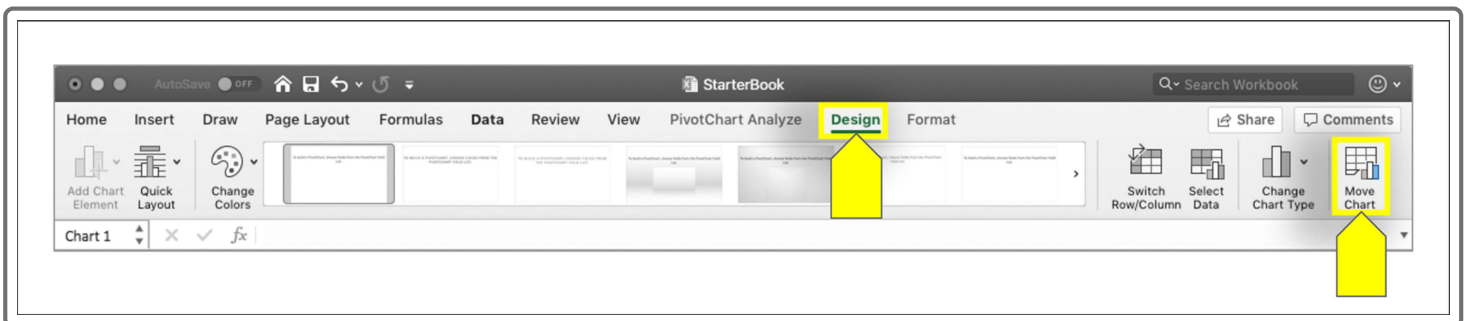 AutoSave OFF StarterBook Search Workbook
Home Insert Draw Page Layout Formulas Data Review View PivotChart Analyze Design Format Share Comments
Add Chart Element Quick Layout Change Colors Switch Row/Column Select Data Change Chart Type Move Chart
Chart 1 fx